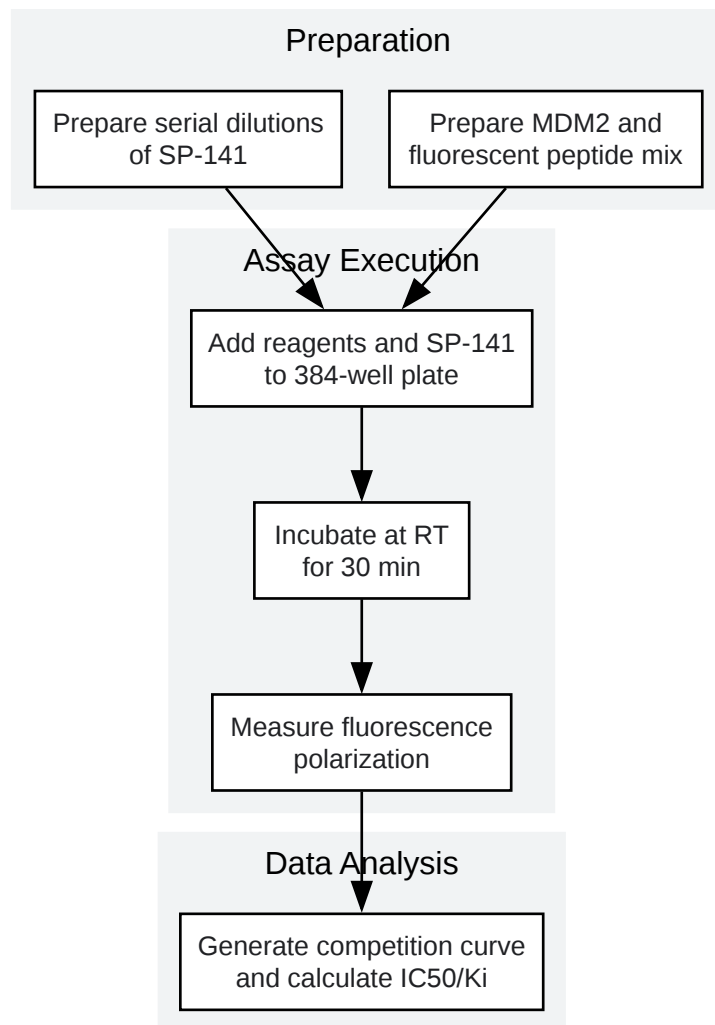 Preparation
Prepare serial dilutions
of SP-141
Prepare MDM2 and
fluorescent peptide mix
Assay Execution
Add reagents and SP-141
to 384-well plate
Incubate at RT
for 30 min
Measure fluorescence
polarization
Data Analysis
Generate competition curve
and calculate IC50/Ki